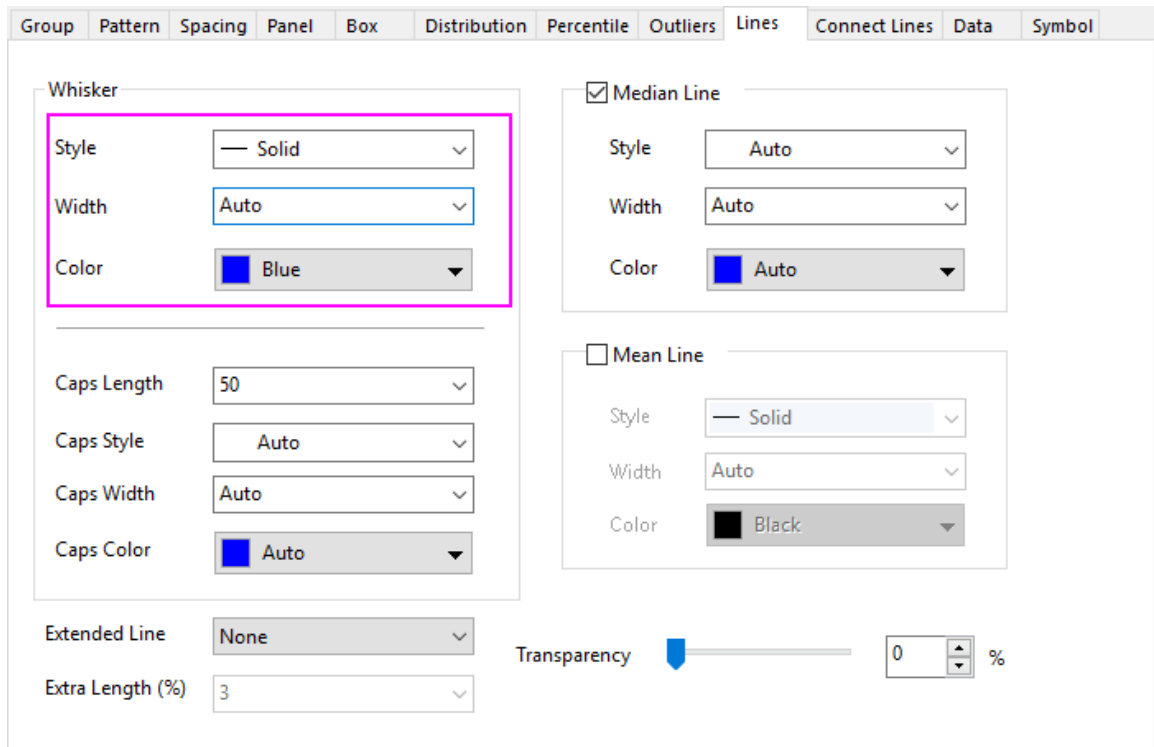 Group Pattern Spacing Panel Box Distribution Percentile Outliers Lines Connect Lines Data Symbol
Whisker
Style Solid
Width Auto
Color Blue
Caps Length 50
Caps Style Auto
Caps Width Auto
Caps Color Auto
Extended Line None
Extra Length (%) 3
Median Line
Style Auto
Width Auto
Color Auto
Mean Line
Style Solid
Width Auto
Color Black
Transparency 0 %